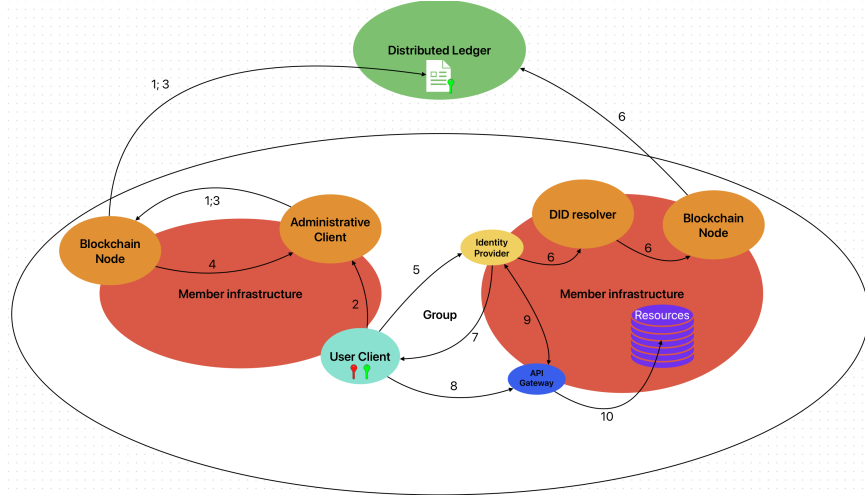 Distributed Ledger
1; 3
6
1;3
Administrative
Client
Blockchain
Node
4
Member infrastructure
2
User Client
5
Group
7
8
Identity
Provider
DID resolver
6
6
Blockchain
Node
Member infrastructure
Resources
9
API
Gateway
10